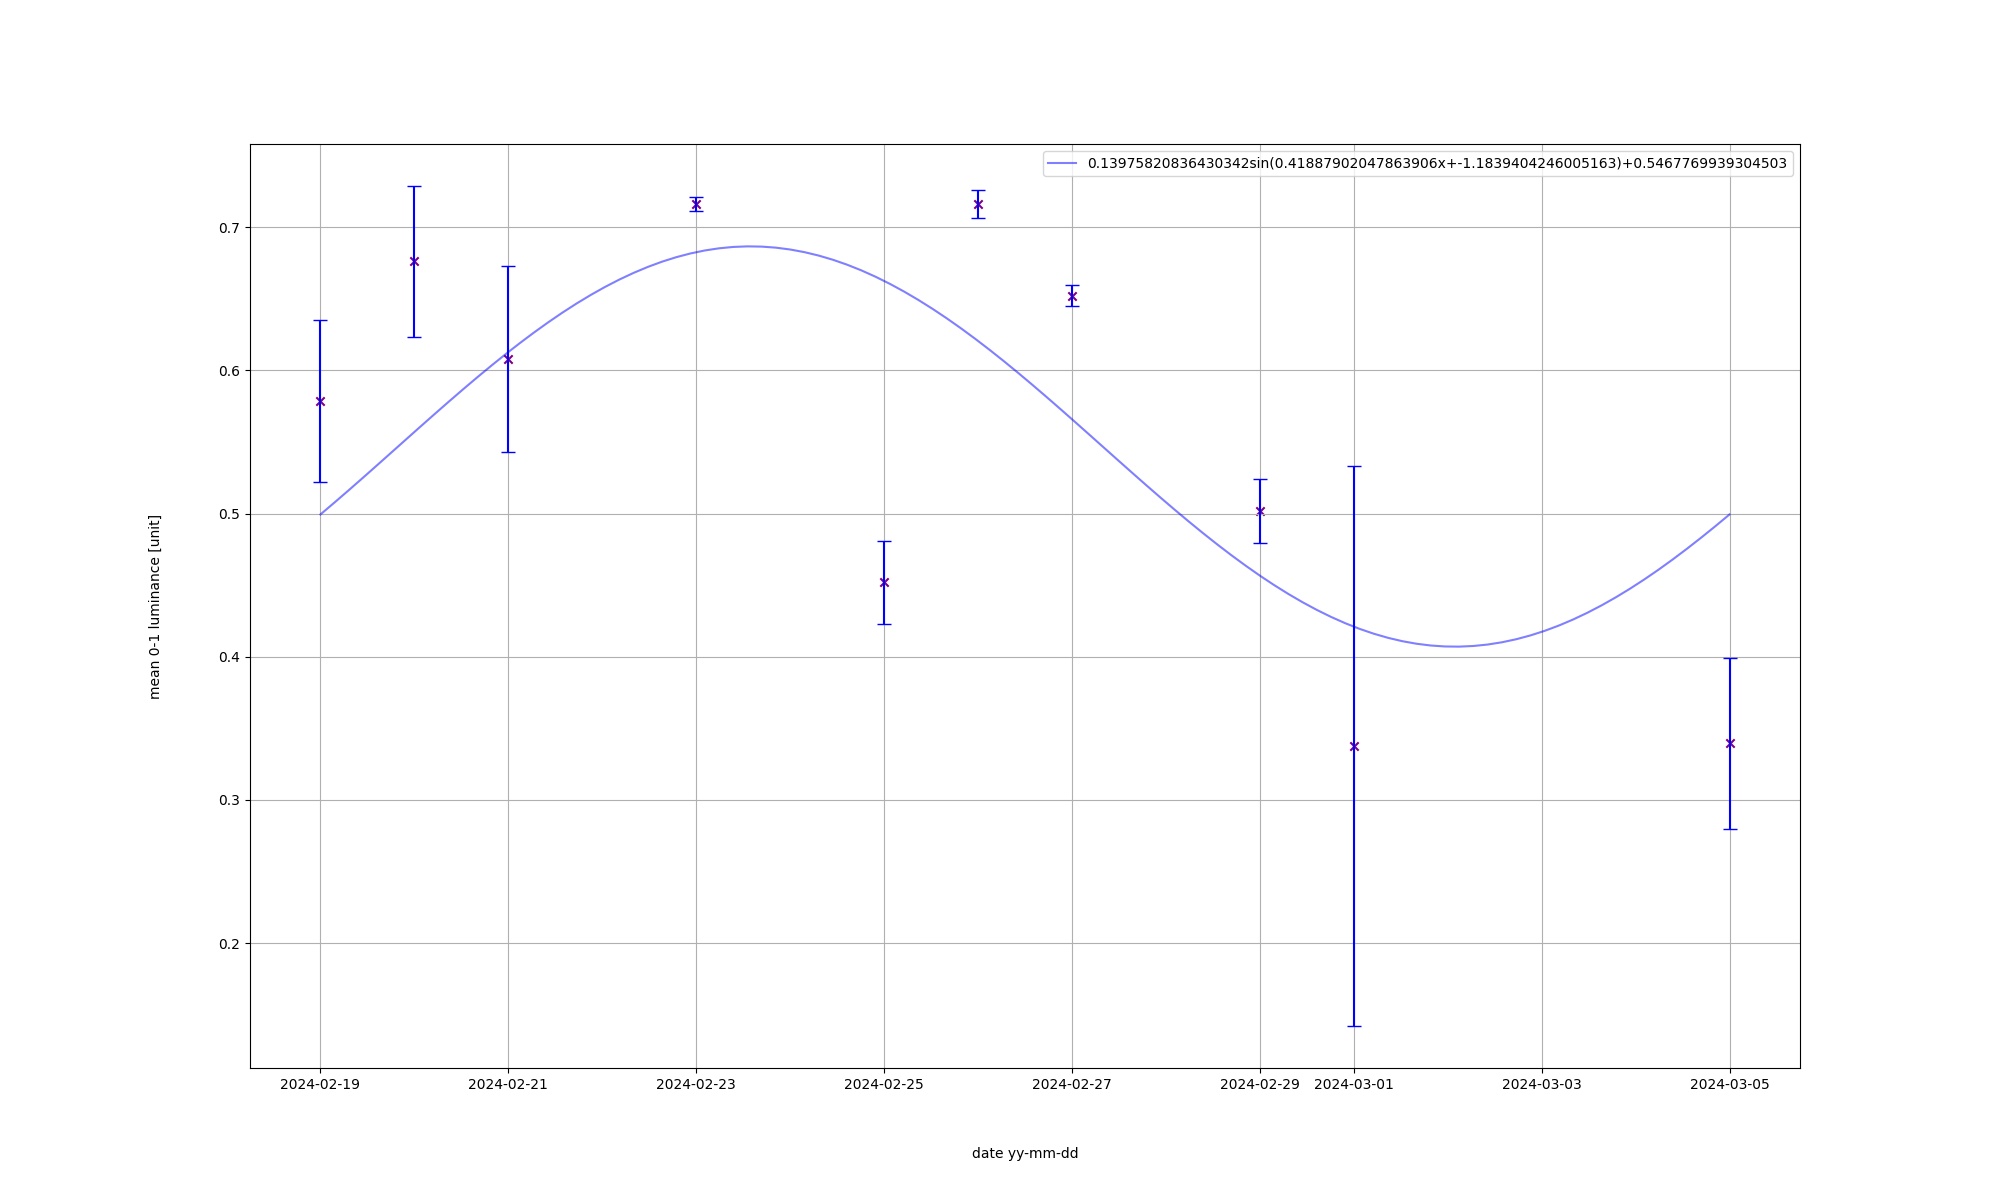 0.13975820836430342sin(0.41887902047863906x+-1.1839404246005163)+0.5467769939304503
0.7
0.6
0.5
0.4
0.3
0.2
mean 0-1 luminance [unit]
2024-02-19 2024-02-21 2024-02-23 2024-02-25 2024-02-27 2024-02-29 2024-03-01 2024-03-03 2024-03-05
date yy-mm-dd